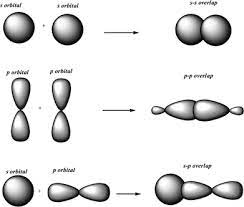 s orbital s orbital s-s overlap
+
p orbital p orbital p-p overlap
+
s orbital p orbital s-p overlap
+